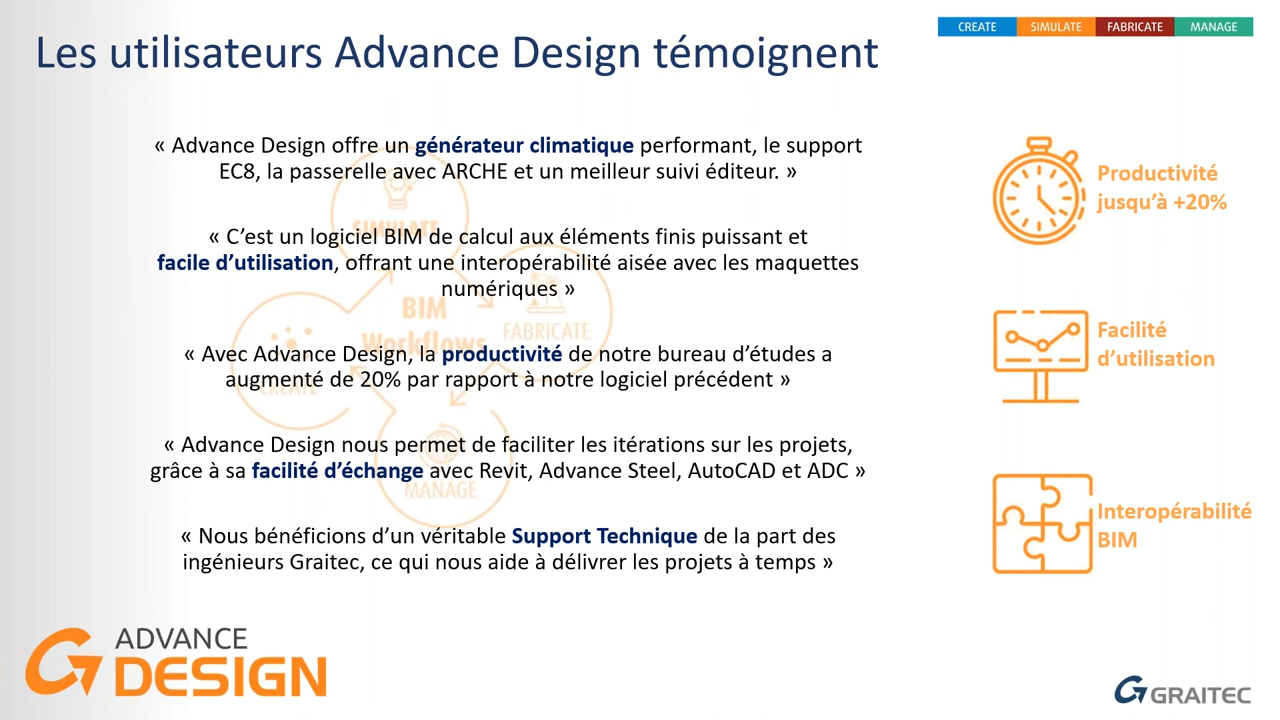 Les utilisateurs Advance Design témoignent
CREATE
SIMULATE
FABRICATE
MANAGE
« Advance Design offre un générateur climatique performant, le support
EC8, la passerelle avec ARCHE et un meilleur suivi éditeur. »
« C’est un logiciel BIM de calcul aux éléments finis puissant et
facile d’utilisation, offrant une interopérabilité aisée avec les maquettes
numériques »
« Avec Advance Design, la productivité de notre bureau d’études a
augmenté de 20% par rapport à notre logiciel précédent »
« Advance Design nous permet de faciliter les itérations sur les projets,
grâce à sa facilité d’échange avec Revit, Advance Steel, AutoCAD et ADC »
« Nous bénéficions d’un véritable Support Technique de la part des
ingénieurs Graitec, ce qui nous aide à délivrer les projets à temps »
SIMULATE
BIM
Workflows
FABRICATE
CREATE
MANAGE
Productivité
jusqu’à +20%
Facilité
d’utilisation
Interopérabilité
BIM
ADVANCE
DESIGN
GRAITEC